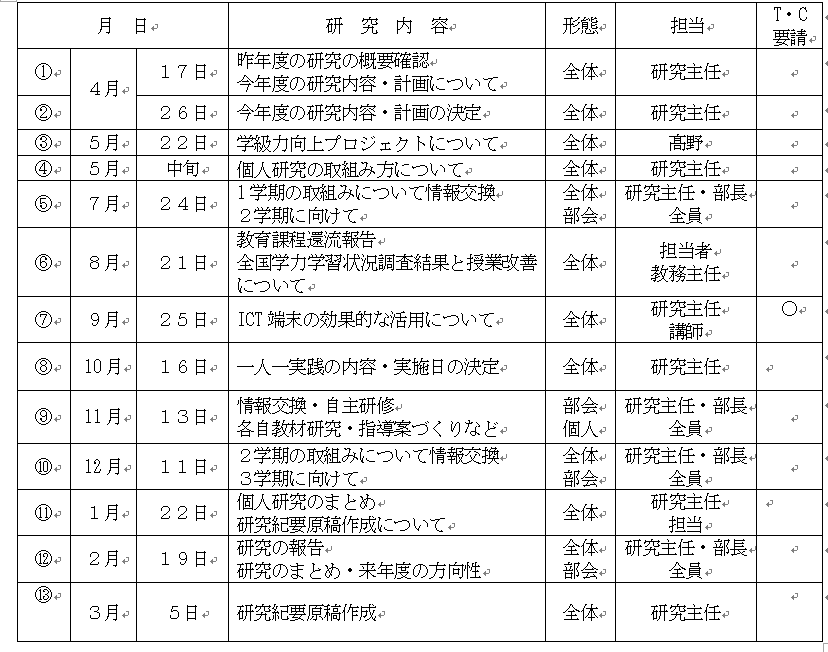 月　日 研　究　内　容 形態 担当 T・C
要請
① 4月 １７日 昨年度の研究の概要確認
今年度の研究内容・計画について 全体 研究主任
② ２６日 今年度の研究内容・計画の決定 全体 研究主任
③ ５月 ２２日 学級力向上プロジェクトについて 全体 髙野
④ ５月 中旬 個人研究の取組み方について 全体 研究主任
⑤ ７月 ２４日 1学期の取組みについて情報交換 全体 研究主任・部長
２学期に向けて 部会 全員
⑥ ８月 ２１日 教育課程還流報告
全国学力学習状況調査結果と授業改善
について 全体 担当者
教務主任
⑦ ９月 ２５日 ICT端末の効果的な活用について 全体 研究主任
講師 〇
⑧ 10月 １６日 一人一実践の内容・実施日の決定 全体 研究主任
⑨ 11月 １３日 情報交換・自主研修 部会 研究主任・部長
各自教材研究・指導案づくりなど 個人 全員
⑩ 12月 １１日 ２学期の取組みについて情報交換 全体 研究主任・部長
３学期に向けて 部会 全員
⑪ １月 ２２日 個人研究のまとめ
研究紀要原稿作成について 全体 研究主任
担当
⑫ ２月 １９日 研究の報告 全体 研究主任・部長
研究のまとめ・来年度の方向性 部会 全員
⑬ ３月 ５日 研究紀要原稿作成 全体 研究主任